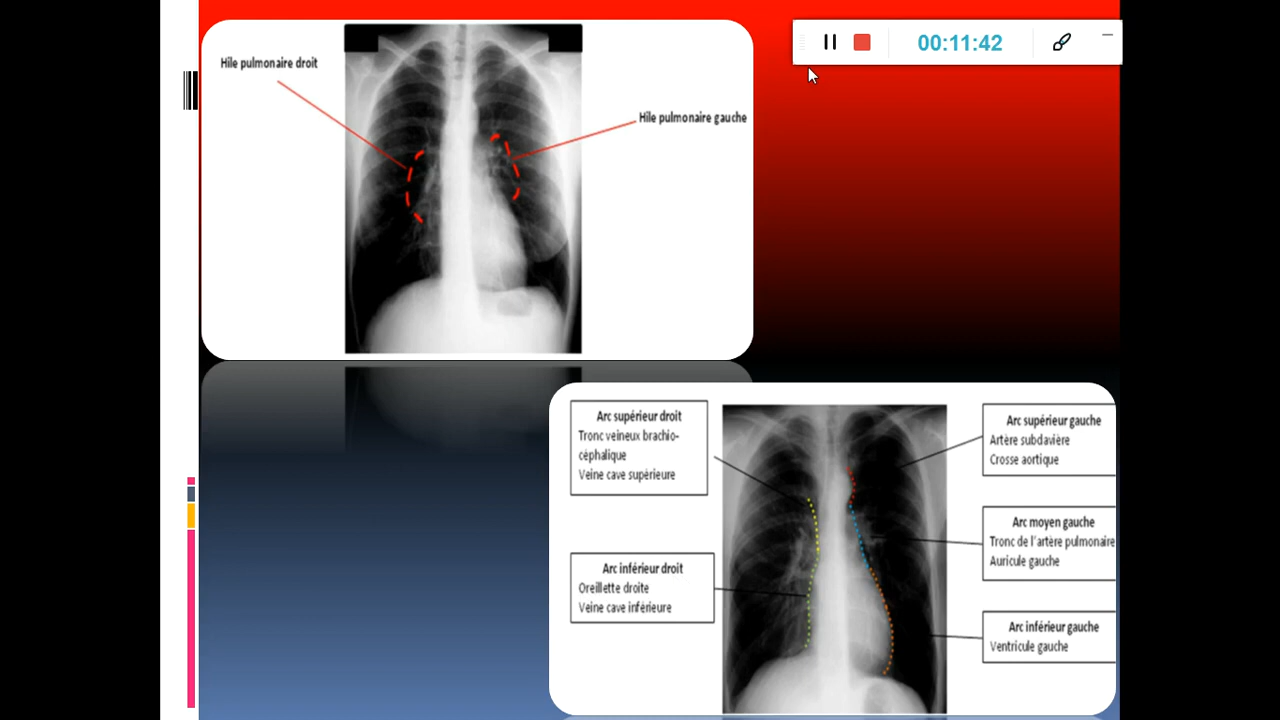 Hile pulmonaire droit
Hile pulmonaire gauche
00:11:42
Arc supérieur droit
Tronc veineux brachio-
céphalique
Veine cave supérieure
Arc inférieur droit
Oreillette droite
Veine cave inférieure
Arc supérieur gauche
Artère subclavière
Crosse aortique
Arc moyen gauche
Tronc de l'artère pulmonaire
Auricule gauche
Arc inférieur gauche
Ventricule gauche